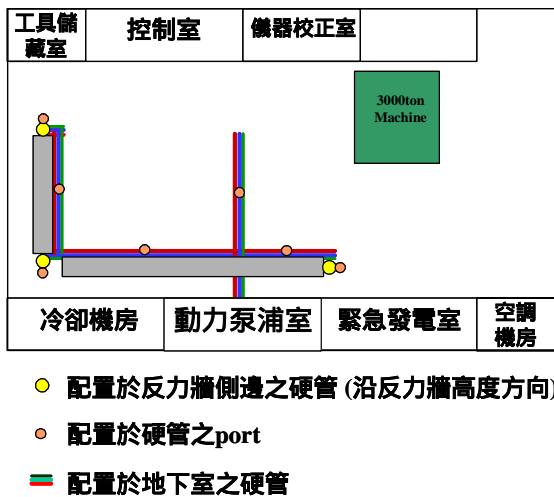 工具儲
藏室
控制室
儀器校正室
3000ton
Machine
冷卻機房
動力泵浦室
緊急發電室
空調
機房
配置於反力牆側邊之硬管 (沿反力牆高度方向)
配置於硬管之port
配置於地下室之硬管